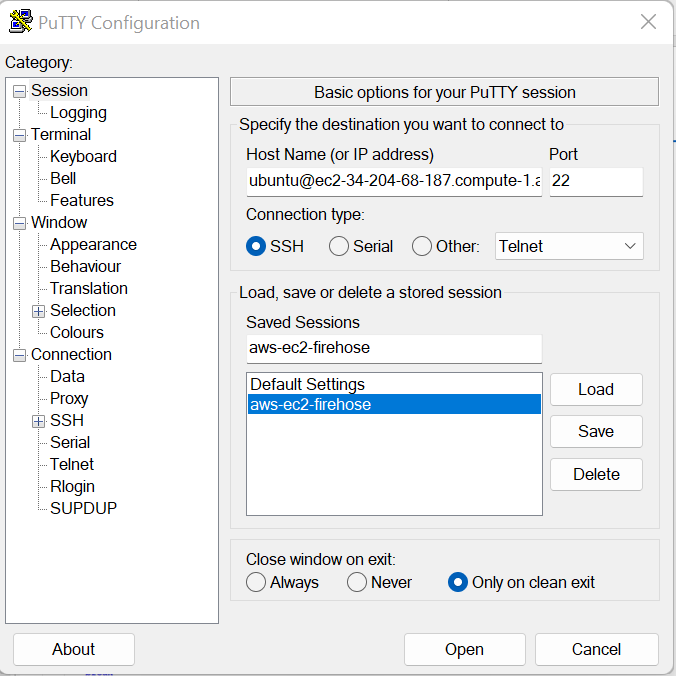 PuTTY Configuration
Category:
Session
Logging
Terminal
Keyboard
Bell
Features
Window
Appearance
Behaviour
Translation
Selection
Colours
Connection
Data
Proxy
SSH
Serial
Telnet
Rlogin
SUPDUP
Basic options for your PuTTY session
Specify the destination you want to connect to
Host Name (or IP address) Port
ubuntu@ec2-34-204-68-187.compute-1.a 22
Connection type:
SSH Serial Other: Telnet
Load, save or delete a stored session
Saved Sessions
aws-ec2-firehose
Default Settings
aws-ec2-firehose
Load
Save
Delete
Close window on exit:
Always Never Only on clean exit
About Open Cancel